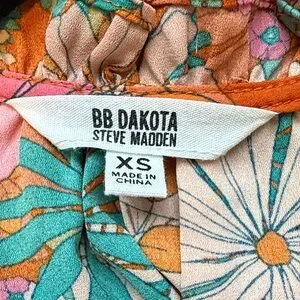 BB DAKOTA
STEVE MADDEN
XS
MADE IN
CHINA